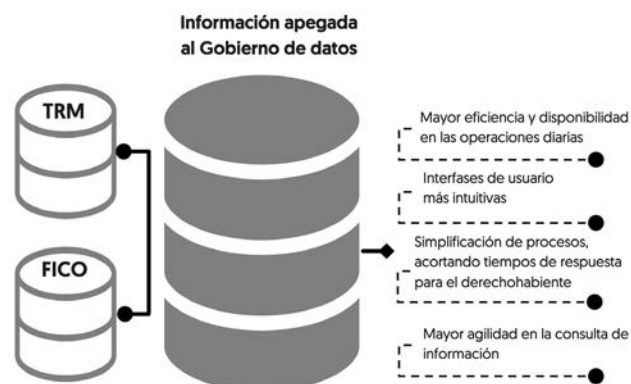 Información apegada
al Gobierno de datos
TRM
FICO
Mayor eficiencia y disponibilidad
en las operaciones diarias
Interfases de usuario
más intuitivas
Simplificación de procesos,
acortando tiempos de respuesta
para el derechohabiente
Mayor agilidad en la consulta de
información